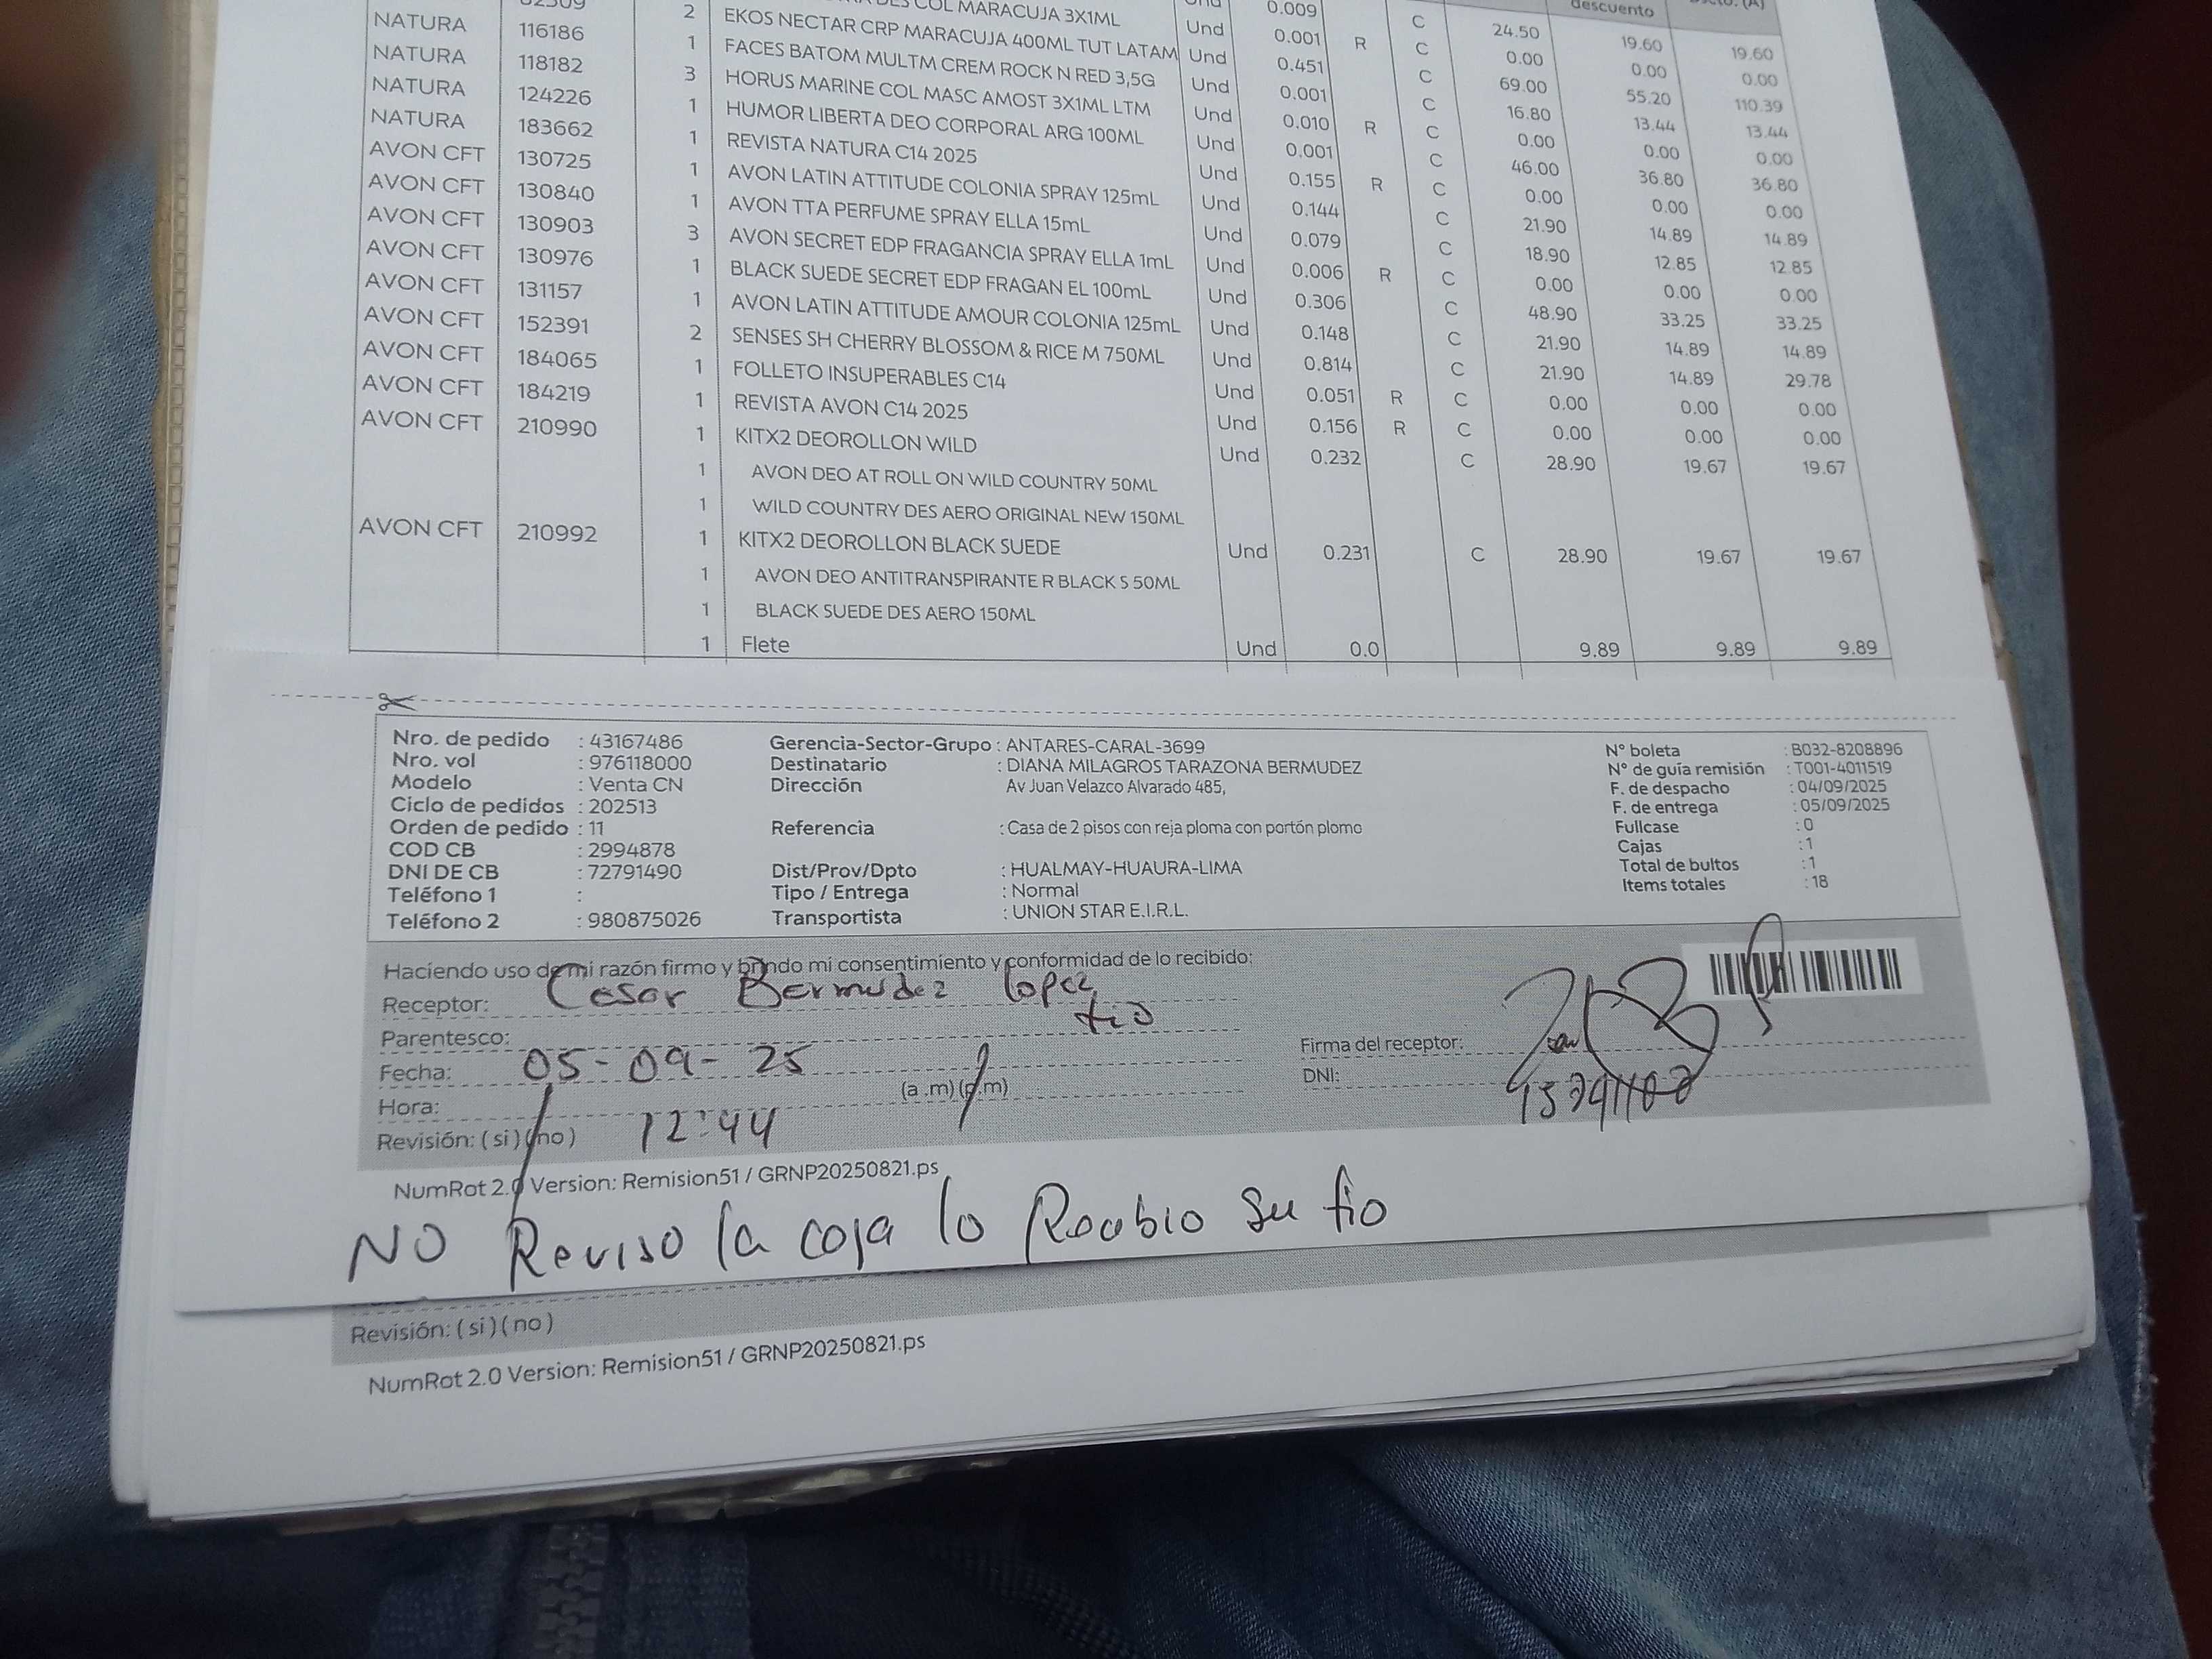 descuento
NATURA 2 COL MARACUJA 3X1ML 0.009 C 24.50 19.60 19.60
NATURA 116186 1 EKOS NECTAR CRP MARACUJA 400ML TUT LATAM Und 0.001 R C 0.00 0.00 0.00
NATURA 118182 3 FACES BATOM MULTM CREM ROCK N RED 3,5G Und 0.451 C 69.00 55.20 110.39
NATURA 124226 1 HORUS MARINE COL MASC AMOST 3X1ML LTM Und 0.001 C 16.80 13.44 13.44
NATURA 183662 1 HUMOR LIBERTA DEO CORPORAL ARG 100ML Und 0.010 R C 0.00 0.00 0.00
AVON CFT 130725 1 REVISTA NATURA C14 2025 Und 0.001 C 46.00 36.80 36.80
AVON CFT 130840 1 AVON LATIN ATTITUDE COLONIA SPRAY 125mL Und 0.155 R C 0.00 0.00 0.00
AVON CFT 130903 3 AVON TTA PERFUME SPRAY ELLA 15mL Und 0.144 C 21.90 14.89 14.89
AVON CFT 130976 1 AVON SECRET EDP FRAGANCIA SPRAY ELLA 1mL Und 0.079 C 18.90 12.85 12.85
AVON CFT 131157 1 BLACK SUEDE SECRET EDP FRAGAN EL 100mL Und 0.006 R C 0.00 0.00 0.00
AVON CFT 152391 2 AVON LATIN ATTITUDE AMOUR COLONIA 125mL Und 0.306 C 48.90 33.25 33.25
AVON CFT 184065 1 SENSES SH CHERRY BLOSSOM & RICE M 750ML Und 0.148 C 21.90 14.89 14.89
AVON CFT 184219 1 FOLLETO INSUPERABLES C14 Und 0.814 C 21.90 14.89 29.78
AVON CFT 210990 1 REVISTA AVON C14 2025 Und 0.051 R C 0.00 0.00 0.00
1 KITX2 DEOROLLON WILD Und 0.156 R C 0.00 0.00 0.00
1 AVON DEO AT ROLL ON WILD COUNTRY 50ML Und 0.232 C 28.90 19.67 19.67
1 WILD COUNTRY DES AERO ORIGINAL NEW 150ML
AVON CFT 210992 1 KITX2 DEOROLLON BLACK SUEDE Und 0.231 C 28.90 19.67 19.67
1 AVON DEO ANTITRANSPIRANTE R BLACK S 50ML
1 BLACK SUEDE DES AERO 150ML
1 Flete Und 0.0 9.89 9.89 9.89
Nro. de pedido : 43167486 Gerencia-Sector-Grupo : ANTARES-CARAL-3699 N° boleta : B032-8208896
Nro. vol : 976118000 Destinatario : DIANA MILAGROS TARAZONA BERMUDEZ N° de guía remisión : T001-4011519
Modelo : Venta CN Dirección Av Juan Velazco Alvarado 485, F. de despacho : 04/09/2025
Ciclo de pedidos : 202513 F. de entrega : 05/09/2025
Orden de pedido : 11 Referencia : Casa de 2 pisos con reja ploma con portón plomo Fullcase : 0
COD CB : 2994878 Cajas : 1
DNI DE CB : 72791490 Dist/Prov/Dpto : HUALMAY-HUAURA-LIMA Total de bultos : 1
Teléfono 1 : Tipo / Entrega : Normal Items totales : 18
Teléfono 2 : 980875026 Transportista : UNION STAR E.I.R.L.
Haciendo uso de mi razón firmo y brindo mi consentimiento y conformidad de lo recibido:
Receptor: Cesar Bermudez lopez
Parentesco: tio
Fecha: 05-09-25 Firma del receptor:
Hora: (a .m) (p.m) DNI:
Revisión: ( si ) ( no ) 12:44
NumRot 2.0 Version: Remision51 / GRNP20250821.ps
NO Reviso la caja lo Recibio su tio
Revisión: ( si ) ( no )
NumRot 2.0 Version: Remision51 / GRNP20250821.ps